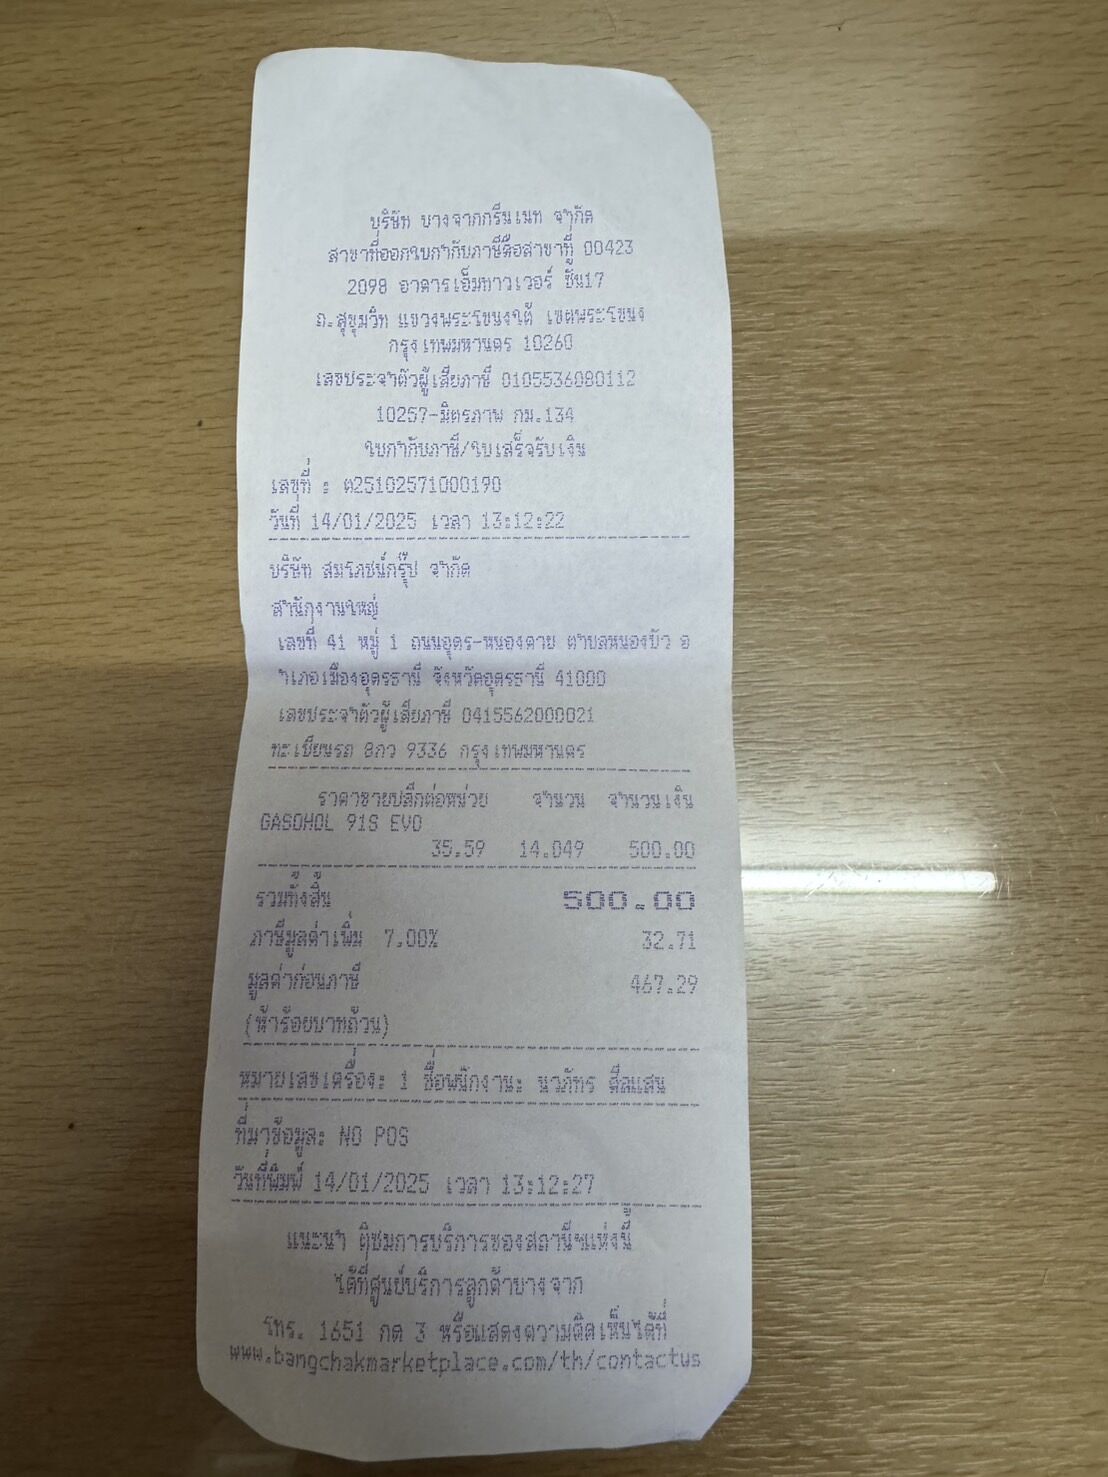 บริษัท บางจากกรีนเนท จำกัด
สาขาที่ออกใบกำกับภาษีคือสาขาที่ 00423
2098 อาคารเอ็มทาวเวอร์ ชั้น17
ถ.สุขุมวิท แขวงพระโขนงใต้ เขตพระโขนง
กรุงเทพมหานคร 10260
เลขประจำตัวผู้เสียภาษี 0105536080112
10257-มิตรภาพ กม.134
ใบกำกับภาษี/ใบเสร็จรับเงิน
เลขที่ : ต25102571000190
วันที่ 14/01/2025 เวลา 13:12:22
บริษัท สมโภชน์กรุ๊ป จำกัด
สำนักงานใหญ่
เลขที่ 41 หมู่ 1 ถนนอุดร-หนองคาย ตำบลหนองบัว อ
ำเภอเมืองอุดรธานี จังหวัดอุดรธานี 41000
เลขประจำตัวผู้เสียภาษี 0415562000021
ทะเบียนรถ 8กว 9336 กรุงเทพมหานคร
ราคาขายปลีกต่อหน่วย จำนวน จำนวนเงิน
GASOHOL 91S EVO
35.59 14.049 500.00
รวมทั้งสิ้น 500.00
ภาษีมูลค่าเพิ่ม 7.00% 32.71
มูลค่าก่อนภาษี 467.29
(ห้าร้อยบาทถ้วน)
หมายเลขเครื่อง: 1 ชื่อพนักงาน: นวภัทร ศีลแสน
ที่มาข้อมูล: NO POS
วันที่พิมพ์ 14/01/2025 เวลา 13:12:27
แนะนำ ติชมการบริการของสถานีฯแห่งนี้
ได้ที่ศูนย์บริการลูกค้าบางจาก
โทร. 1651 กด 3 หรือแสดงความคิดเห็นได้ที่
www.bangchakmarketplace.com/th/contactus